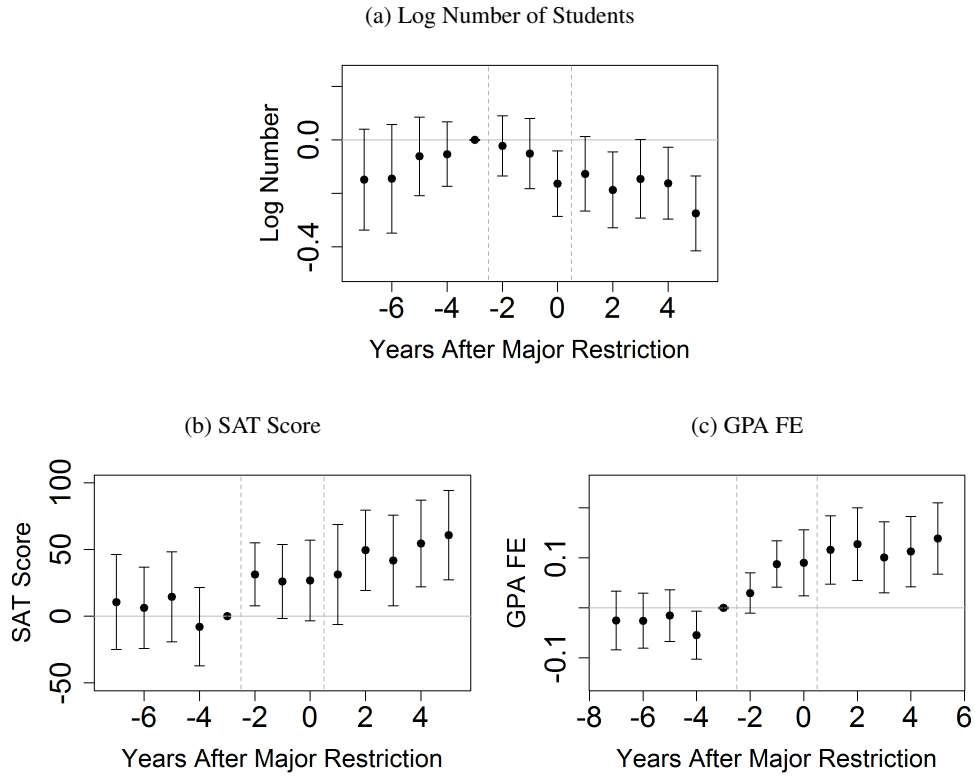 (a) Log Number of Students
Log Number
0.0
-0.4
-6 -4 -2 0 2 4
Years After Major Restriction
(b) SAT Score
SAT Score
100
50
0
-50
-6 -4 -2 0 2 4
Years After Major Restriction
(c) GPA FE
GPA FE
0.1
-0.1
-8 -6 -4 -2 0 2 4 6
Years After Major Restriction